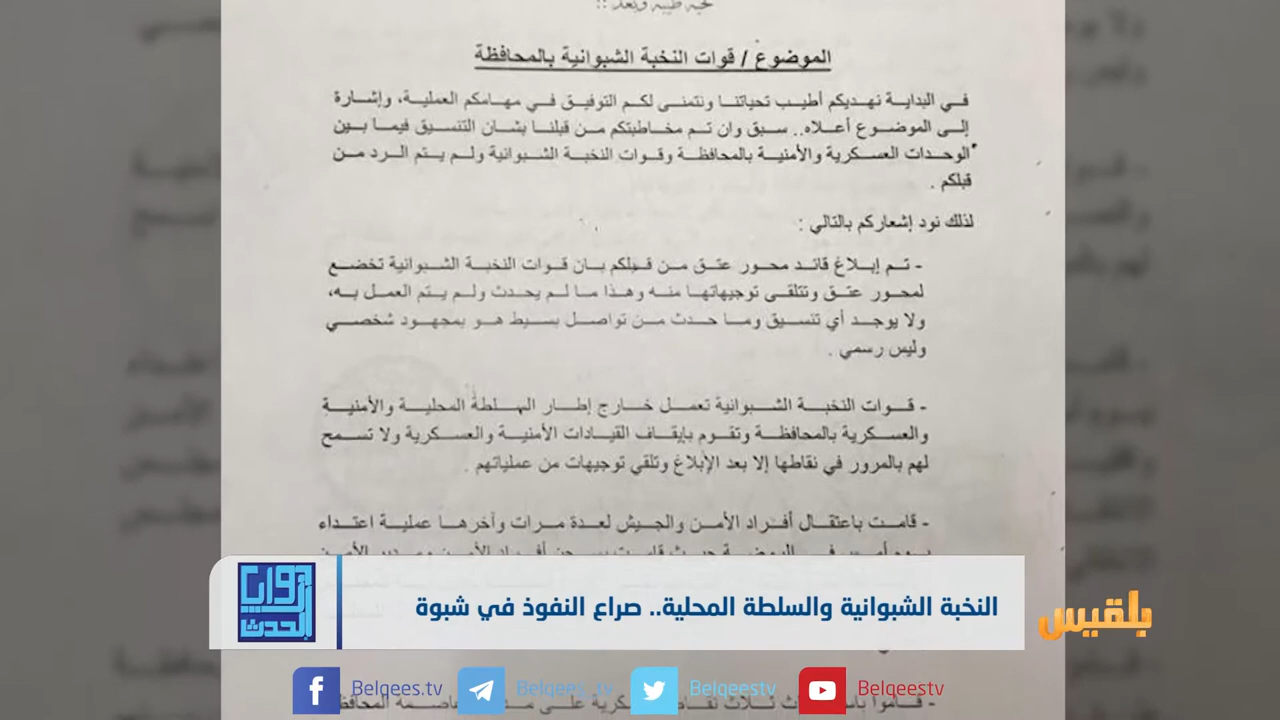 تحية طيبة وبعد ::
الموضوع / قوات النخبة الشبوانية بالمحافظة
في البداية نهديكم أطيب تحياتنا ونتمنى لكم التوفيق في مهامكم العملية، وإشارة
إلى الموضوع أعلاه.. سبق وان تم مخاطبتكم من قبلنا بشان التنسيق فيما بين
الوحدات العسكرية والأمنية بالمحافظة وقوات النخبة الشبوانية ولم يتم الرد من
قبلكم .
لذلك نود إشعاركم بالتالي :
- تم إبلاغ قائد محور عتق من قبلكم بان قوات النخبة الشبوانية تخضع
لمحور عتق وتتلقى توجيهاتها منه وهذا ما لم يحدث ولم يتم العمل به،
ولا يوجد أي تنسيق وما حدث من تواصل بسيط هو بمجهود شخصي
وليس رسمي .
- قوات النخبة الشبوانية تعمل خارج إطار السلطة المحلية والأمنية
والعسكرية بالمحافظة وتقوم بإيقاف القيادات الأمنية والعسكرية ولا تسمح
لهم بالمرور في نقاطها إلا بعد الإبلاغ وتلقي توجيهات من عملياتهم .
- قامت باعتقال أفراد الأمن والجيش لعدة مرات وآخرها عملية اعتداء
النخبة الشبوانية والسلطة المحلية.. صراع النفوذ في شبوة
أبواب الحدث
بلقيس
Belqees.tv
Belqees_tv
Belqeestv
Belqeestv